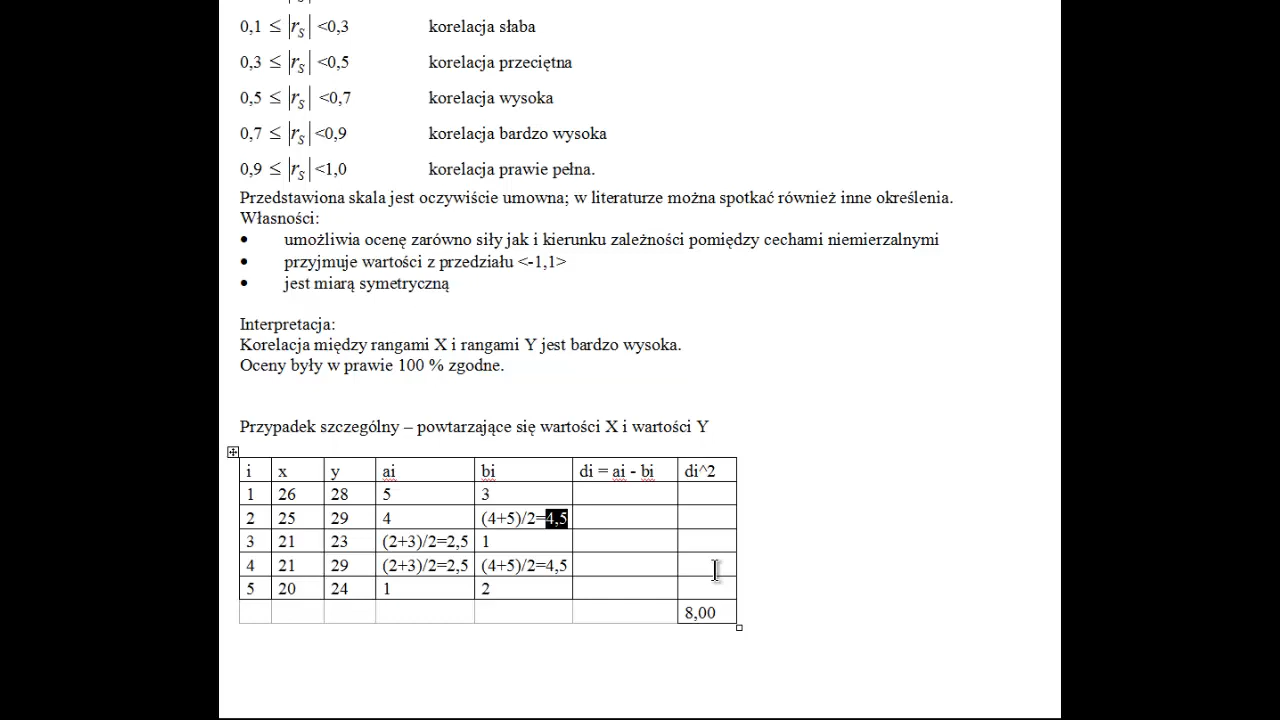 0,1 ≤ |rS| <0,3 korelacja słaba
0,3 ≤ |rS| <0,5 korelacja przeciętna
0,5 ≤ |rS| <0,7 korelacja wysoka
0,7 ≤ |rS| <0,9 korelacja bardzo wysoka
0,9 ≤ |rS| <1,0 korelacja prawie pełna.
Przedstawiona skala jest oczywiście umowna; w literaturze można spotkać również inne określenia.
Własności:
• umożliwia ocenę zarówno siły jak i kierunku zależności pomiędzy cechami niemierzalnymi
• przyjmuje wartości z przedziału <-1,1>
• jest miarą symetryczną
Interpretacja:
Korelacja między rangami X i rangami Y jest bardzo wysoka.
Oceny były w prawie 100 % zgodne.
Przypadek szczególny – powtarzające się wartości X i wartości Y
i x y ai bi di = ai - bi di^2
1 26 28 5 3
2 25 29 4 (4+5)/2=4,5
3 21 23 (2+3)/2=2,5 1
4 21 29 (2+3)/2=2,5 (4+5)/2=4,5
5 20 24 1 2
8,00